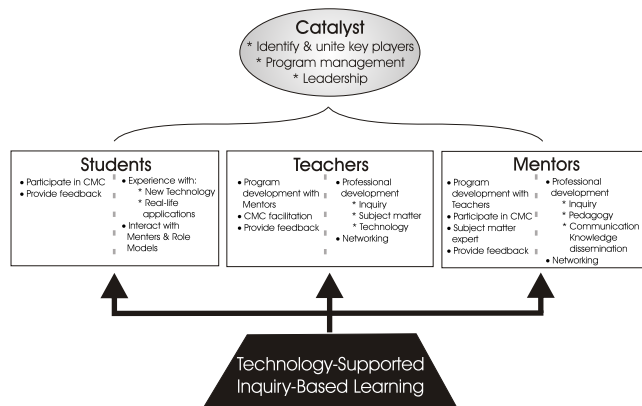 Catalyst
* Identify & unite key players
* Program management
* Leadership
Students
• Participate in CMC
• Provide feedback
• Experience with:
* New Technology
* Real-life
applications
• Interact with
Menters & Role
Models
Teachers
• Program
development with
Mentors
• CMC facilitation
• Provide feedback
• Professional
development
* Inquiry
* Subject matter
* Technology
• Networking
Mentors
• Program
development with
Teachers
• Participate in CMC
• Subject matter
expert
• Provide feedback
• Professional
development
* Inquiry
* Pedagogy
* Communication
Knowledge
dissemination
• Networking
Technology-Supported
Inquiry-Based Learning